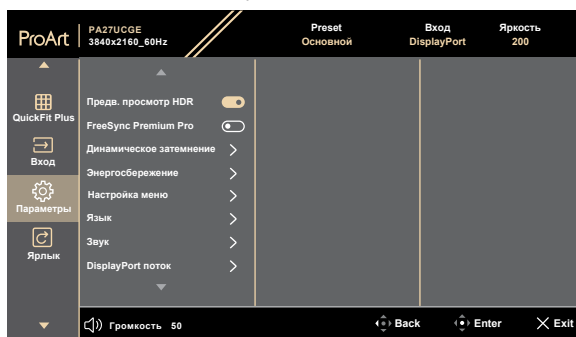 ProArt
PA27UCGE
3840x2160_60Hz
Preset
Основной
Вход
DisplayPort
Яркость
200
QuickFit Plus
Вход
Параметры
Ярлык
Предв. просмотр HDR
FreeSync Premium Pro
Динамическое затемнение
Энергосбережение
Настройка меню
Язык
Звук
DisplayPort поток
Громкость 50
Back
Enter
Exit